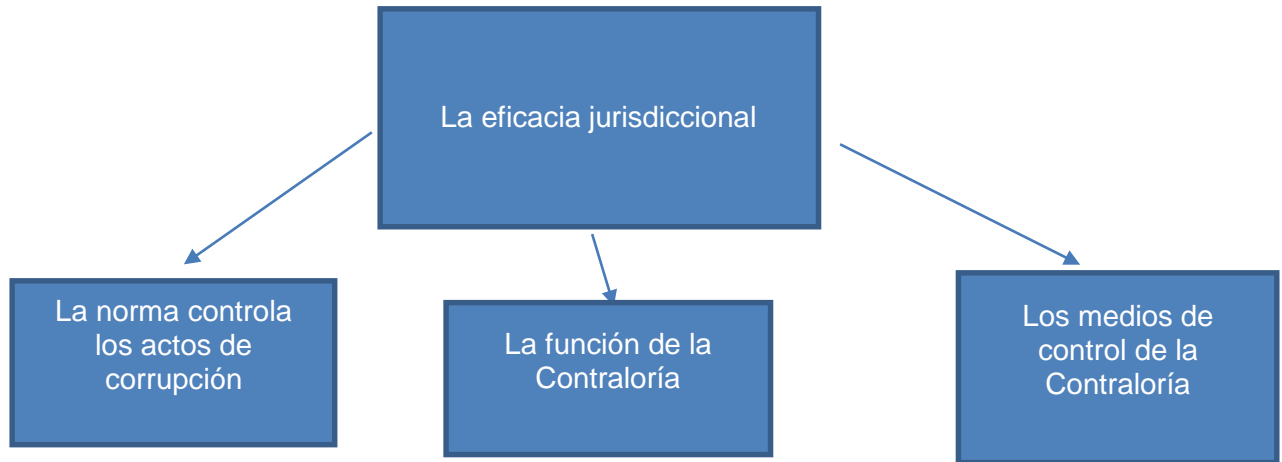 La eficacia jurisdiccional
La norma controla
los actos de
corrupción
La función de la
Contraloría
Los medios de
control de la
Contraloría